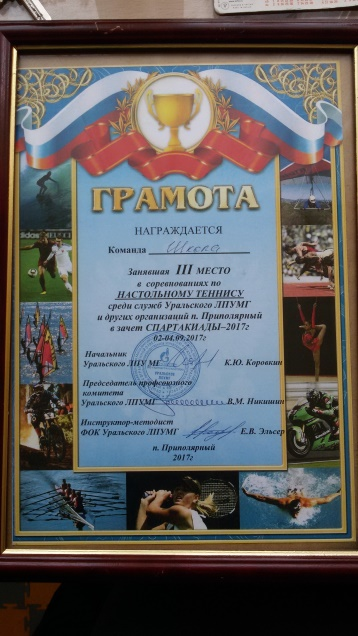 ГРАМОТА
НАГРАЖДАЕТСЯ
Команда Школа
Занявшая III МЕСТО
в соревнованиях по
НАСТОЛЬНОМУ ТЕННИСУ
среди служб Уральского ЛПУМГ
и других организаций п. Приполярный
в зачет СПАРТАКИАДЫ–2017г
02-04.09.2017г
Начальник
Уральского ЛПУ МГ К.Ю. Коровкин
Председатель профсоюзного
комитета
Уральского ЛПУМГ В.М. Никишин
Инструктор-методист
ФОК Уральского ЛПУМГ Е.В. Эльсер
п. Приполярный
2017г